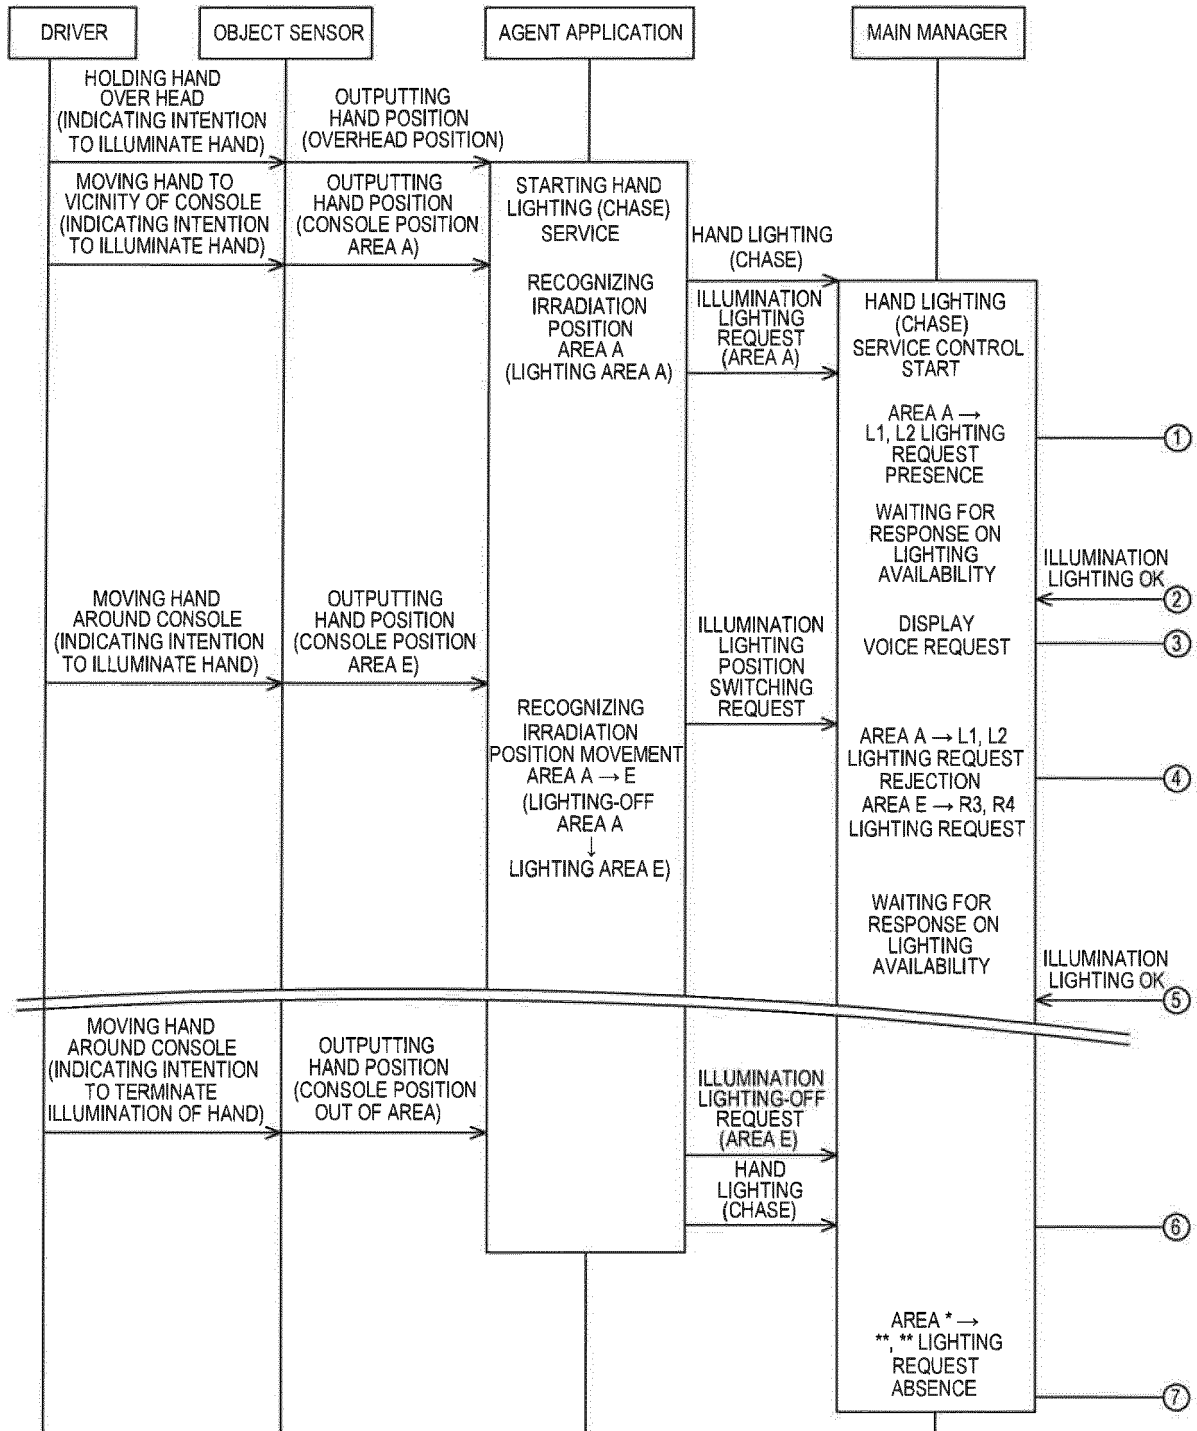 DRIVER
OBJECT SENSOR
AGENT APPLICATION
MAIN MANAGER
HOLDING HAND
OVER HEAD
(INDICATING INTENTION
TO ILLUMINATE HAND)
OUTPUTTING
HAND POSITION
(OVERHEAD POSITION)
MOVING HAND TO
VICINITY OF CONSOLE
(INDICATING INTENTION
TO ILLUMINATE HAND)
OUTPUTTING
HAND POSITION
(CONSOLE POSITION
AREA A)
STARTING HAND
LIGHTING (CHASE)
SERVICE
HAND LIGHTING
(CHASE)
RECOGNIZING
IRRADIATION
POSITION
AREA A
(LIGHTING AREA A)
ILLUMINATION
LIGHTING
REQUEST
(AREA A)
HAND LIGHTING
(CHASE)
SERVICE CONTROL
START
AREA A →
L1, L2 LIGHTING
REQUEST
PRESENCE
①
WAITING FOR
RESPONSE ON
LIGHTING
AVAILABILITY
ILLUMINATION
LIGHTING OK
②
MOVING HAND
AROUND CONSOLE
(INDICATING INTENTION
TO ILLUMINATE HAND)
OUTPUTTING
HAND POSITION
(CONSOLE POSITION
AREA E)
ILLUMINATION
LIGHTING
POSITION
SWITCHING
REQUEST
DISPLAY
VOICE REQUEST
③
RECOGNIZING
IRRADIATION
POSITION MOVEMENT
AREA A → E
(LIGHTING-OFF
AREA A
↓
LIGHTING AREA E)
AREA A → L1, L2
LIGHTING REQUEST
REJECTION
AREA E → R3, R4
LIGHTING REQUEST
④
WAITING FOR
RESPONSE ON
LIGHTING
AVAILABILITY
ILLUMINATION
LIGHTING OK
⑤
MOVING HAND
AROUND CONSOLE
(INDICATING INTENTION
TO TERMINATE
ILLUMINATION OF HAND)
OUTPUTTING
HAND POSITION
(CONSOLE POSITION
OUT OF AREA)
ILLUMINATION
LIGHTING-OFF
REQUEST
(AREA E)
HAND
LIGHTING
(CHASE)
⑥
AREA * →
**, ** LIGHTING
REQUEST
ABSENCE
⑦